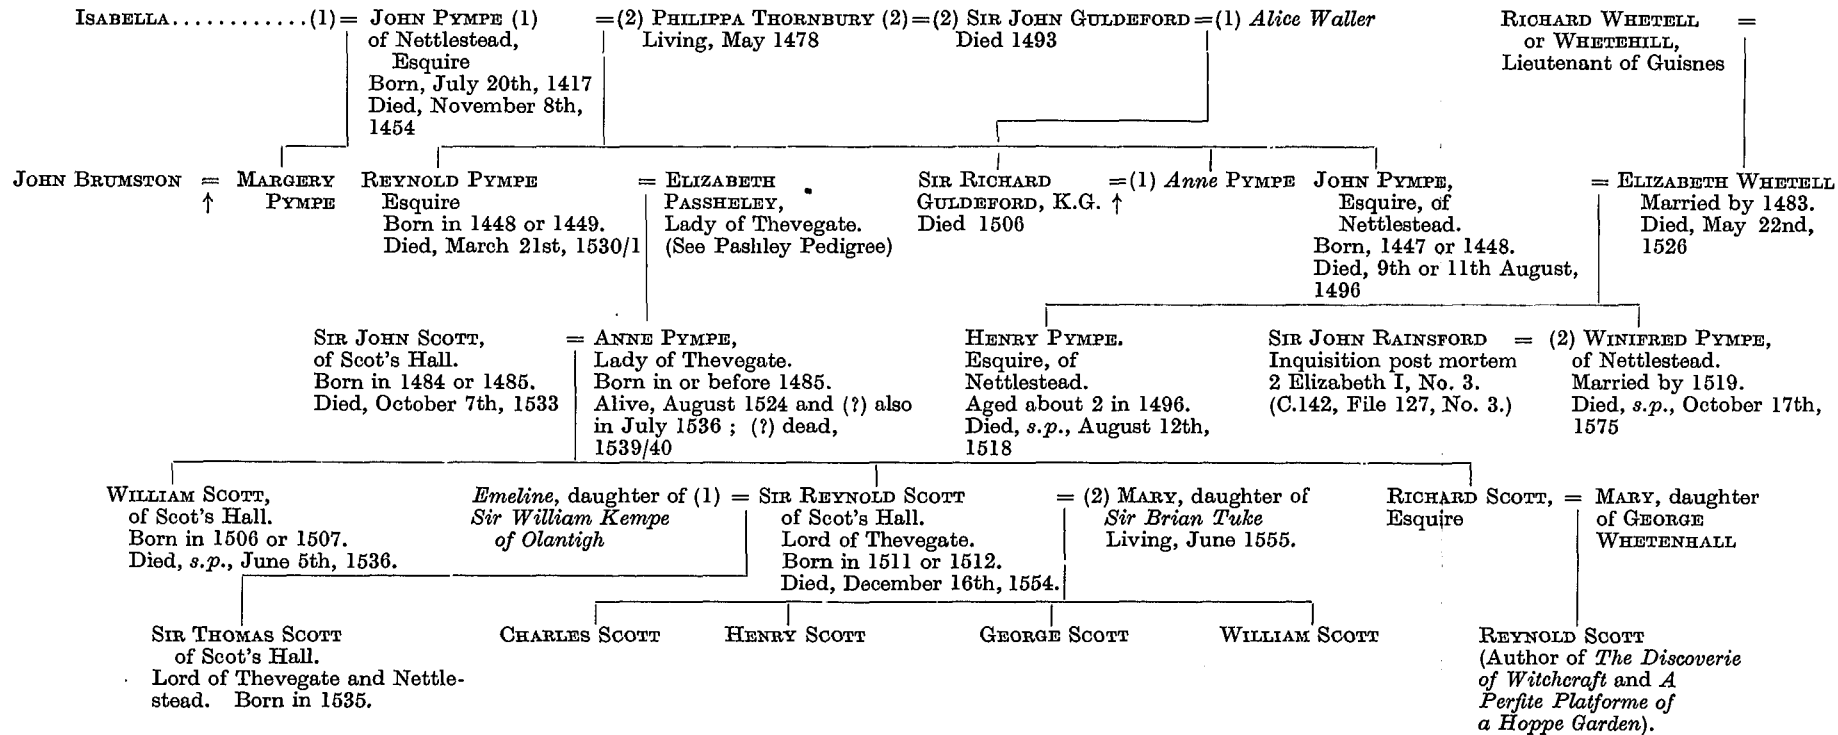 ISABELLA............(1)= JOHN PYMPE (1) =(2) PHILIPPA THORNBURY (2)=(2) SIR JOHN GULDEFORD=(1) Alice Waller
of Nettlestead,
Esquire
Born, July 20th, 1417
Died, November 8th,
1454
Living, May 1478
Died 1493
RICHARD WHETELL =
or WHETEHILL,
Lieutenant of Guisnes
JOHN BRUMSTON = MARGERY
↑ PYMPE
REYNOLD PYMPE
Esquire
Born in 1448 or 1449.
Died, March 21st, 1530/1
= ELIZABETH
PASSHELEY,
Lady of Thevegate.
(See Pashley Pedigree)
SIR RICHARD
GULDEFORD, K.G.
Died 1506
=(1) Anne PYMPE
↑
JOHN PYMPE,
Esquire, of
Nettlestead.
Born, 1447 or 1448.
Died, 9th or 11th August,
1496
= ELIZABETH WHETELL
Married by 1483.
Died, May 22nd,
1526
SIR JOHN SCOTT,
of Scot's Hall.
Born in 1484 or 1485.
Died, October 7th, 1533
= ANNE PYMPE,
Lady of Thevegate.
Born in or before 1485.
Alive, August 1524 and (?) also
in July 1536 ; (?) dead,
1539/40
HENRY PYMPE.
Esquire, of
Nettlestead.
Aged about 2 in 1496.
Died, s.p., August 12th,
1518
SIR JOHN RAINSFORD
Inquisition post mortem
2 Elizabeth I, No. 3.
(C.142, File 127, No. 3.)
= (2) WINIFRED PYMPE,
of Nettlestead.
Married by 1519.
Died, s.p., October 17th,
1575
WILLIAM SCOTT,
of Scot's Hall.
Born in 1506 or 1507.
Died, s.p., June 5th, 1536.
Emeline, daughter of (1) =
Sir William Kempe
of Olantigh
SIR REYNOLD SCOTT
of Scot's Hall.
Lord of Thevegate.
Born in 1511 or 1512.
Died, December 16th, 1554.
= (2) MARY, daughter of
Sir Brian Tuke
Living, June 1555.
RICHARD SCOTT,
Esquire
= MARY, daughter
of GEORGE
WHETENHALL
SIR THOMAS SCOTT
of Scot's Hall.
Lord of Thevegate and Nettle-
stead. Born in 1535.
CHARLES SCOTT
HENRY SCOTT
GEORGE SCOTT
WILLIAM SCOTT
REYNOLD SCOTT
(Author of The Discoverie
of Witchcraft and A
Perfite Platforme of
a Hoppe Garden).